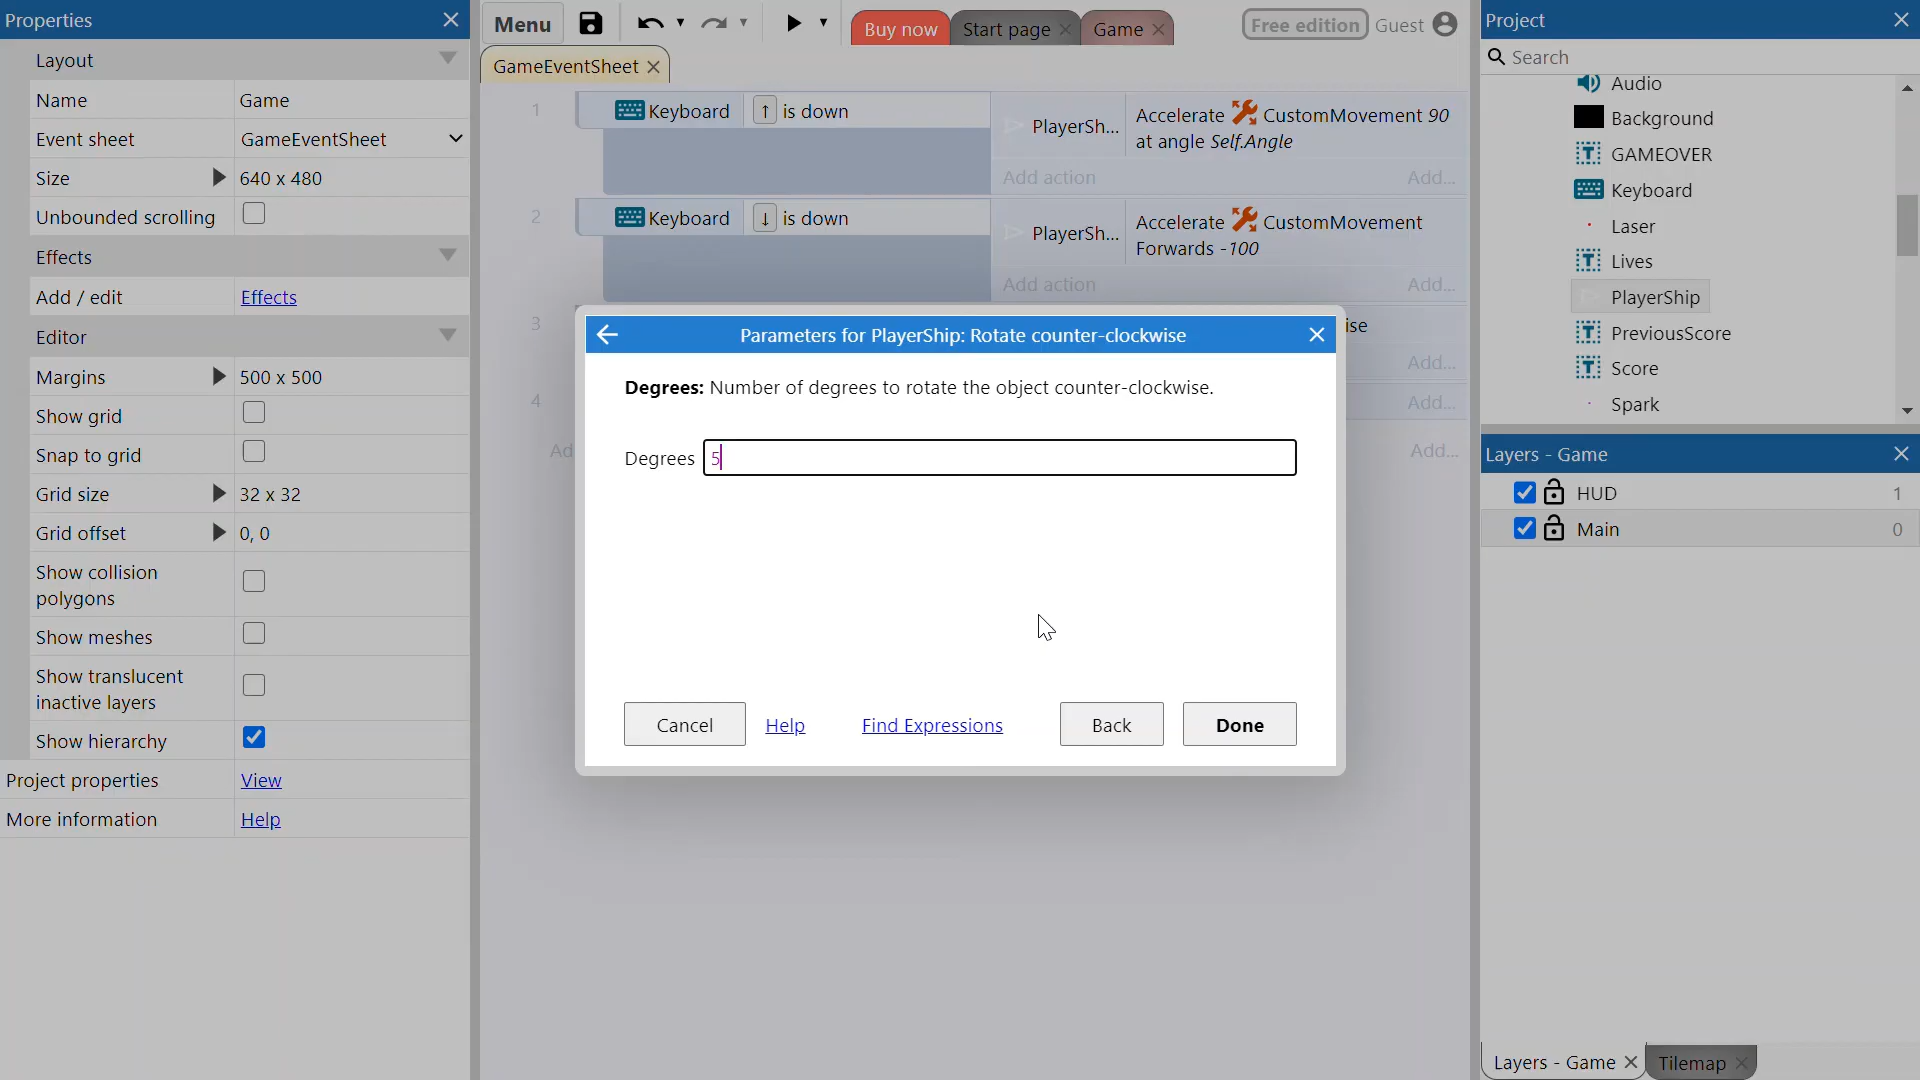 Properties
Layout
Name Game
Event sheet GameEventSheet
Size 640 x 480
Unbounded scrolling
Effects
Add / edit Effects
Editor
Margins 500 x 500
Show grid
Snap to grid
Grid size 32 x 32
Grid offset 0, 0
Show collision
polygons
Show meshes
Show translucent
inactive layers
Show hierarchy
Project properties View
More information Help
Menu
Buy now
Start page
Game
Free edition
Guest
GameEventSheet
1
Keyboard ↑ is down
PlayerSh... Accelerate CustomMovement 90
at angle Self.Angle
Add action Add...
2
Keyboard ↓ is down
PlayerSh... Accelerate CustomMovement
Forwards -100
Add action Add...
3
ise
Add...
4
Add...
Ad
Add...
Parameters for PlayerShip: Rotate counter-clockwise
Degrees: Number of degrees to rotate the object counter-clockwise.
Degrees 5
Cancel Help Find Expressions Back Done
Project
Search
Audio
Background
GAMEOVER
Keyboard
Laser
Lives
PlayerShip
PreviousScore
Score
Spark
Layers - Game
HUD 1
Main 0
Layers - Game
Tilemap